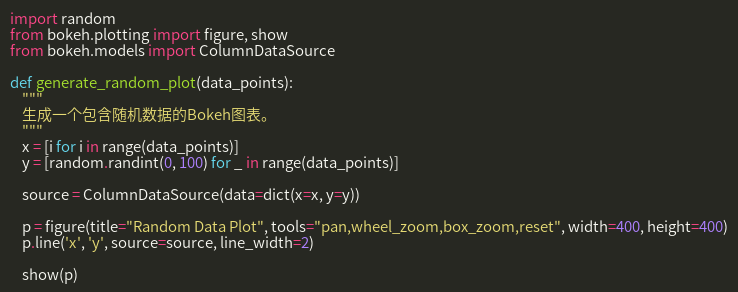 import random
from bokeh.plotting import figure, show
from bokeh.models import ColumnDataSource

def generate_random_plot(data_points):
    """
    生成一个包含随机数据的Bokeh图表。
    """
    x = [i for i in range(data_points)]
    y = [random.randint(0, 100) for _ in range(data_points)]

    source = ColumnDataSource(data=dict(x=x, y=y))

    p = figure(title="Random Data Plot", tools="pan,wheel_zoom,box_zoom,reset", width=400, height=400)
    p.line('x', 'y', source=source, line_width=2)

    show(p)